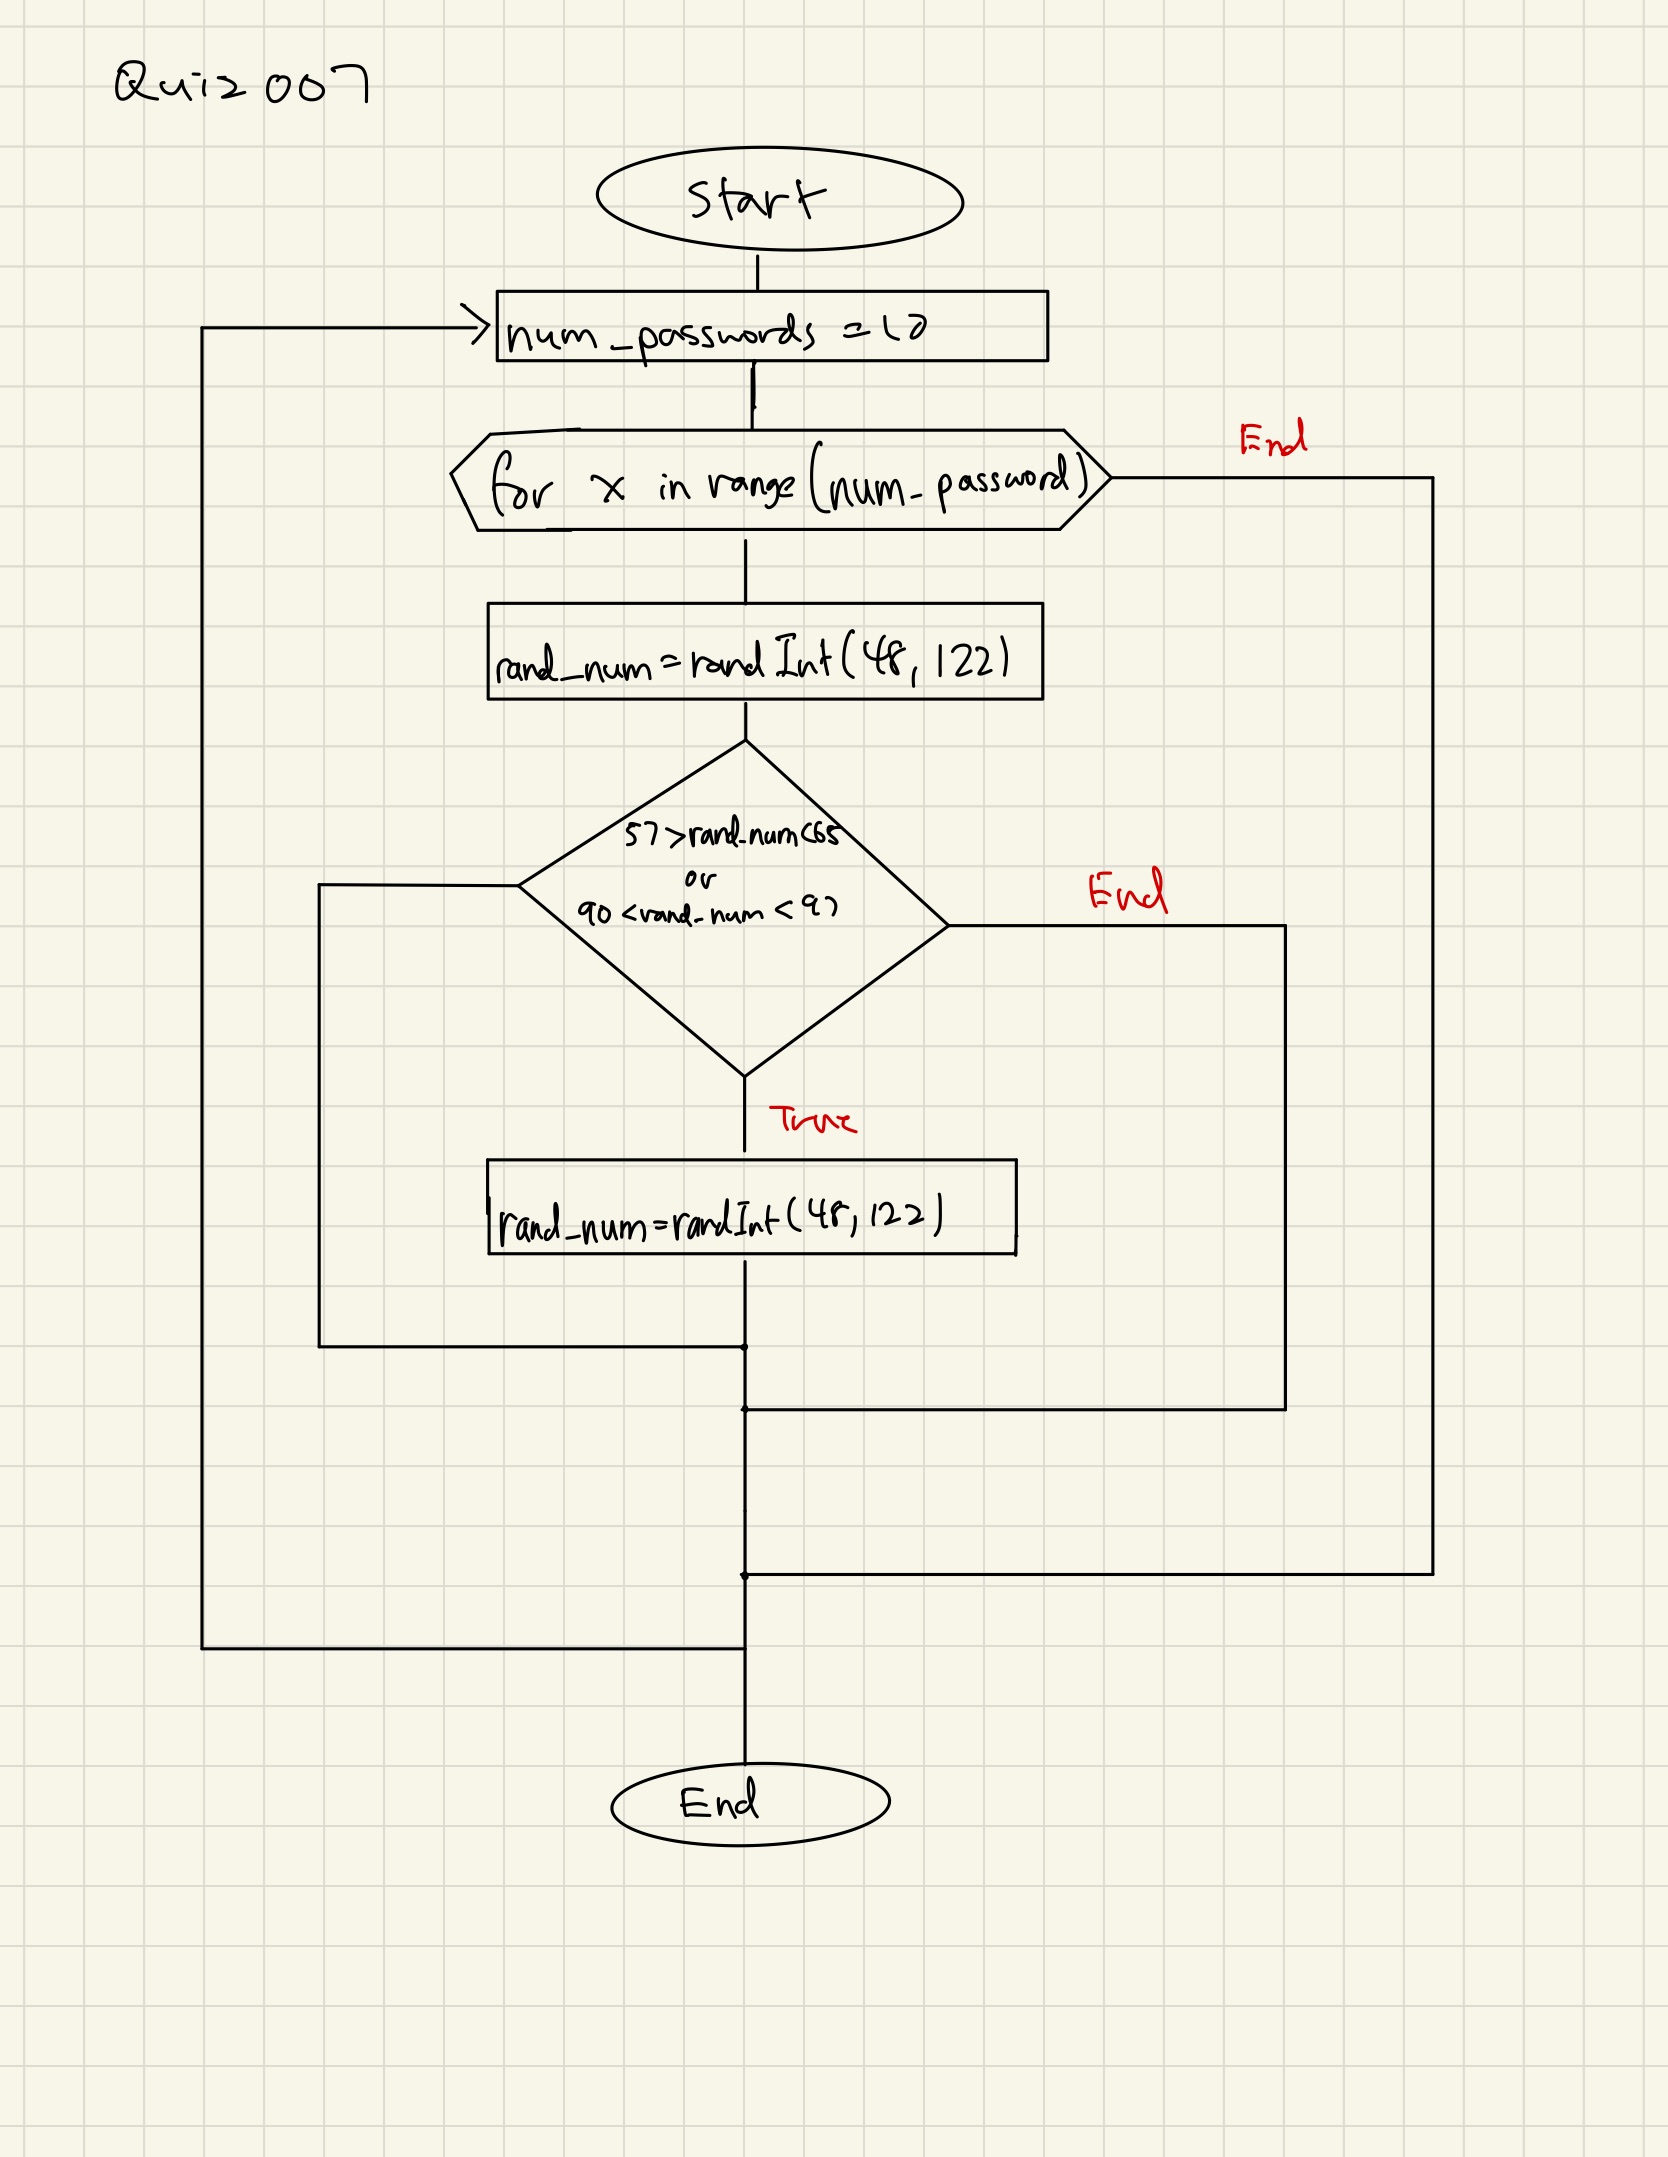 Quiz 007
Start
num_passwords = 10
End
for x in range (num_password)
rand_num = randInt(48, 122)
57 > rand_num < 65
or
90 < rand_num < 97
End
True
rand_num = randInt(48, 122)
End